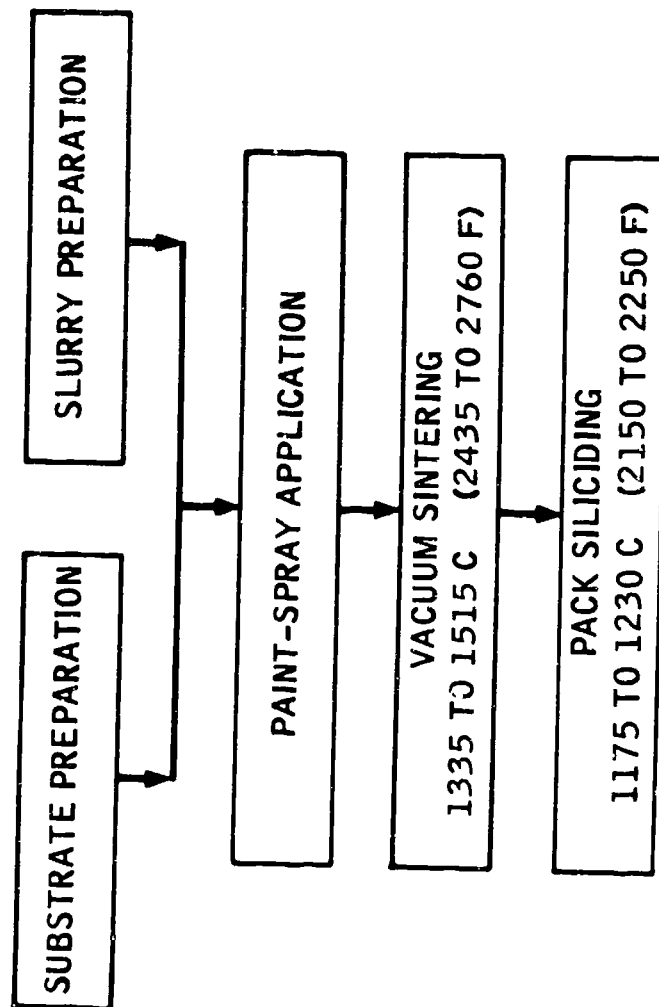 SUBSTRATE PREPARATION
SLURRY PREPARATION
PAINT-SPRAY APPLICATION
VACUUM SINTERING
1335 TO 1515 C (2435 TO 2760 F)
PACK SILICIDING
1175 TO 1230 C (2150 TO 2250 F)